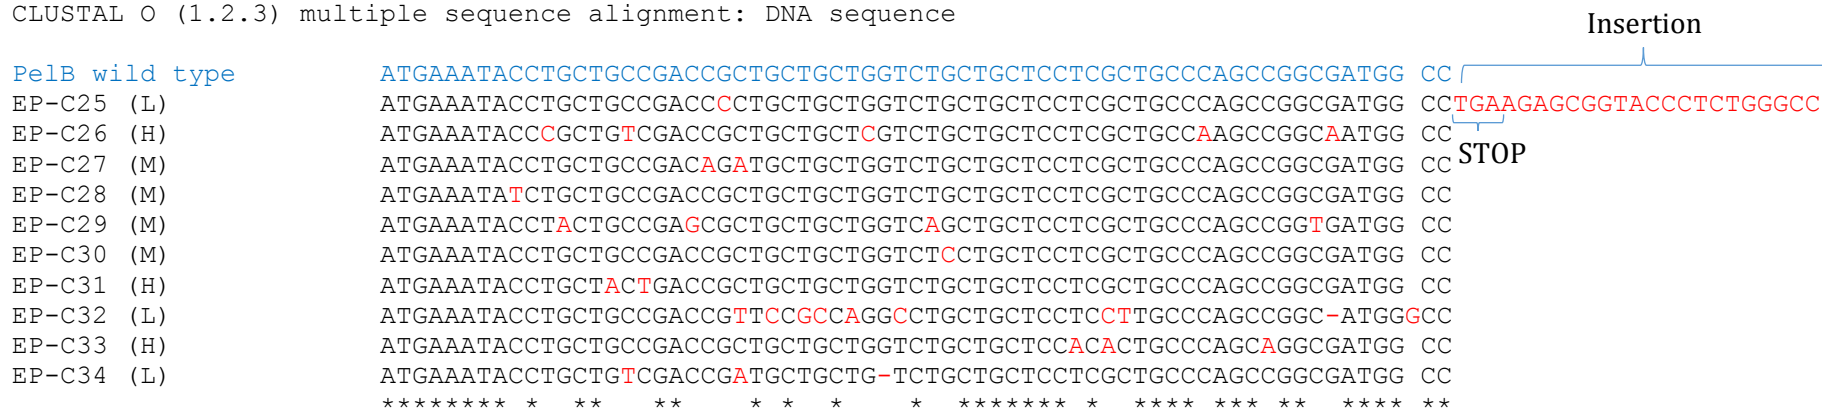 CLUSTAL O (1.2.3) multiple sequence alignment: DNA sequence
Insertion
PelB wild type ATGAAATACCTGCTGCCGACCGCTGCTGCTGGTCTGCTGCTCCTCGCTGCCCAGCCGGCGATGG CC
EP-C25 (L) ATGAAATACCTGCTGCCGACCCCTGCTGCTGGTCTGCTGCTCCTCGCTGCCCAGCCGGCGATGG CCTGAAGAGCGGTACCCTCTGGGCC
EP-C26 (H) ATGAAATACCCGCTGTCGACCGCTGCTGCTCGTCTGCTGCTCCTCGCTGCCAAGCCGGCAATGG CC
STOP
EP-C27 (M) ATGAAATACCTGCTGCCGACAGATGCTGCTGGTCTGCTGCTCCTCGCTGCCCAGCCGGCGATGG CC
EP-C28 (M) ATGAAATATCTGCTGCCGACCGCTGCTGCTGGTCTGCTGCTCCTCGCTGCCCAGCCGGCGATGG CC
EP-C29 (M) ATGAAATACCTACTGCCGAGCGCTGCTGCTGGTCAGCTGCTCCTCGCTGCCCAGCCGGTGATGG CC
EP-C30 (M) ATGAAATACCTGCTGCCGACCGCTGCTGCTGGTCTCCTGCTCCTCGCTGCCCAGCCGGCGATGG CC
EP-C31 (H) ATGAAATACCTGCTACTGACCGCTGCTGCTGGTCTGCTGCTCCTCGCTGCCCAGCCGGCGATGG CC
EP-C32 (L) ATGAAATACCTGCTGCCGACCGTTCCGCCAGGCCTGCTGCTCCTCCTTGCCCAGCCGGC-ATGGGCC
EP-C33 (H) ATGAAATACCTGCTGCCGACCGCTGCTGCTGGTCTGCTGCTCCACACTGCCCAGCAGGCGATGG CC
EP-C34 (L) ATGAAATACCTGCTGTCGACCGATGCTGCTG-TCTGCTGCTCCTCGCTGCCCAGCCGGCGATGG CC
******** *  **   **    * *  *    *  ******* *  **** *** **  **** **